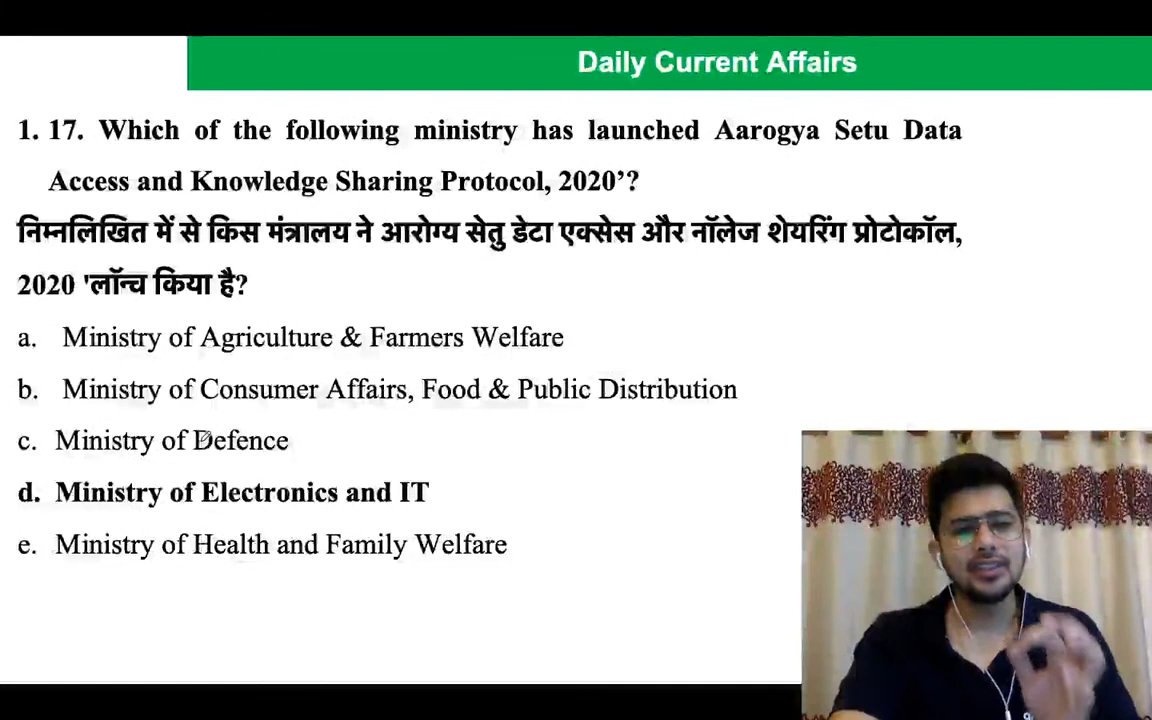 Daily Current Affairs
1. 17. Which of the following ministry has launched Aarogya Setu Data
Access and Knowledge Sharing Protocol, 2020’?
निम्नलिखित में से किस मंत्रालय ने आरोग्य सेतु डेटा एक्सेस और नॉलेज शेयरिंग प्रोटोकॉल,
2020 'लॉन्च किया है?
a. Ministry of Agriculture & Farmers Welfare
b. Ministry of Consumer Affairs, Food & Public Distribution
c. Ministry of Defence
d. Ministry of Electronics and IT
e. Ministry of Health and Family Welfare